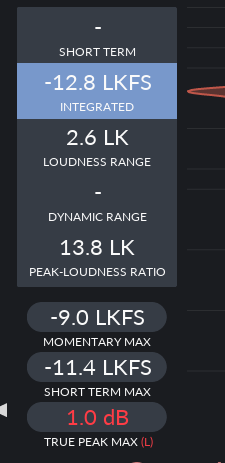 -
SHORT TERM
-12.8 LKFS
INTEGRATED
2.6 LK
LOUDNESS RANGE
-
DYNAMIC RANGE
13.8 LK
PEAK-LOUDNESS RATIO
-9.0 LKFS
MOMENTARY MAX
-11.4 LKFS
SHORT TERM MAX
1.0 dB
TRUE PEAK MAX (L)